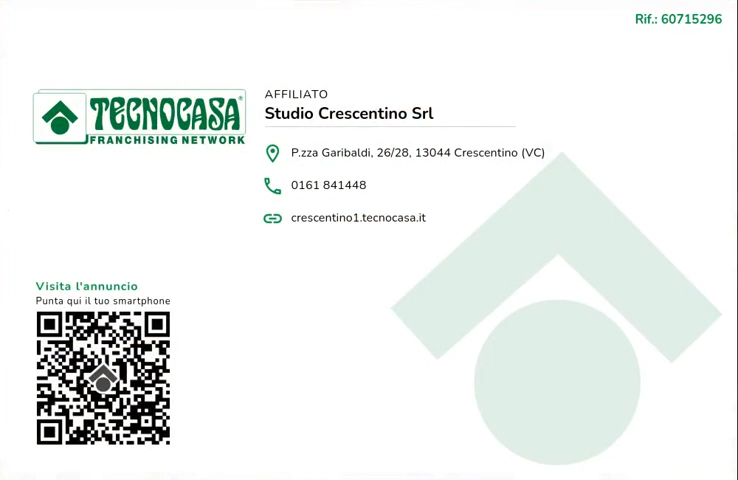 Rif.: 60715296
TECNOCASA®
FRANCHISING NETWORK
AFFILIATO
Studio Crescentino Srl
P.zza Garibaldi, 26/28, 13044 Crescentino (VC)
0161 841448
crescentino1.tecnocasa.it
Visita l'annuncio
Punta qui il tuo smartphone